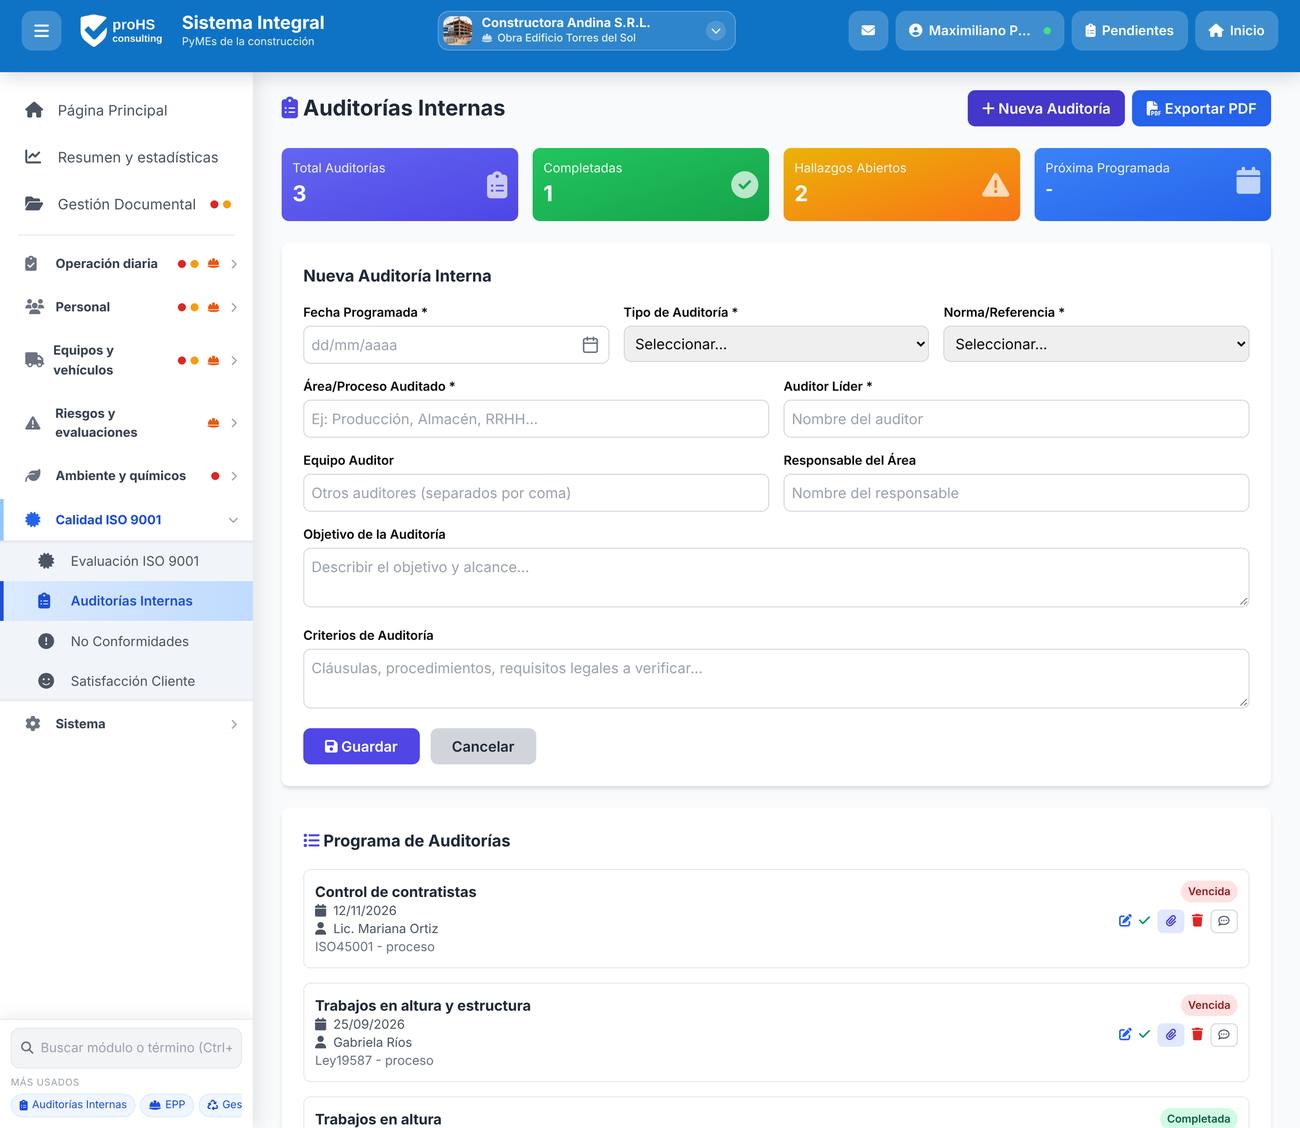 proHS
consulting
Sistema Integral
PyMEs de la construcción
Constructora Andina S.R.L.
Obra Edificio Torres del Sol
Maximiliano P...
Pendientes
Inicio
Página Principal
Resumen y estadísticas
Gestión Documental
Operación diaria
Personal
Equipos y
vehículos
Riesgos y
evaluaciones
Ambiente y químicos
Calidad ISO 9001
Evaluación ISO 9001
Auditorías Internas
No Conformidades
Satisfacción Cliente
Sistema
Buscar módulo o término (Ctrl+
MÁS USADOS
Auditorías Internas
EPP
Ges
Auditorías Internas
Nueva Auditoría
Exportar PDF
Total Auditorías
3
Completadas
1
Hallazgos Abiertos
2
Próxima Programada
-
Nueva Auditoría Interna
Fecha Programada *
Tipo de Auditoría *
Norma/Referencia *
dd/mm/aaaa
Seleccionar...
Seleccionar...
Área/Proceso Auditado *
Auditor Líder *
Ej: Producción, Almacén, RRHH...
Nombre del auditor
Equipo Auditor
Responsable del Área
Otros auditores (separados por coma)
Nombre del responsable
Objetivo de la Auditoría
Describir el objetivo y alcance...
Criterios de Auditoría
Cláusulas, procedimientos, requisitos legales a verificar...
Guardar
Cancelar
Programa de Auditorías
Control de contratistas
Vencida
12/11/2026
Lic. Mariana Ortiz
ISO45001 - proceso
Trabajos en altura y estructura
Vencida
25/09/2026
Gabriela Ríos
Ley19587 - proceso
Trabajos en altura
Completada